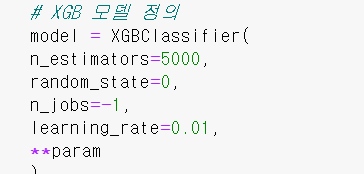 # XGB 모델 정의
model = XGBClassifier(
n_estimators=5000,
random_state=0,
n_jobs=-1,
learning_rate=0.01,
**param
)